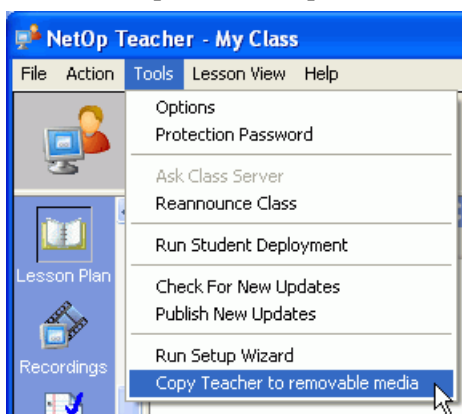 NetOp Teacher - My Class
File Action Tools Lesson View Help
Options
Protection Password
Ask Class Server
Reannounce Class
Run Student Deployment
Check For New Updates
Publish New Updates
Run Setup Wizard
Copy Teacher to removable media
Lesson Plan
Recordings